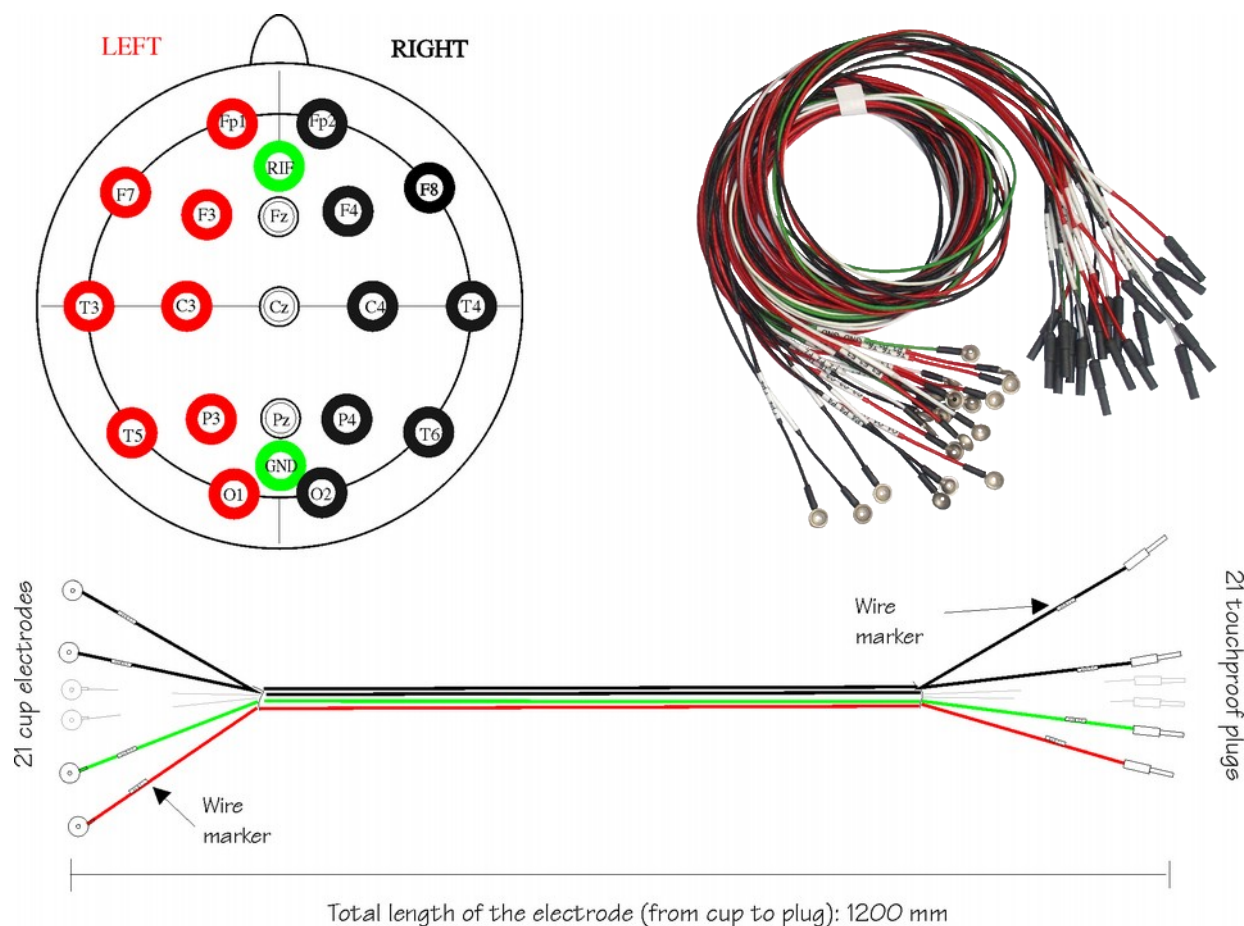 LEFT
RIGHT
Fp1
Fp2
RIF
F7
F3
Fz
F4
F8
T3
C3
Cz
C4
T4
T5
P3
Pz
P4
T6
GND
O1
O2
21 cup electrodes
Wire
marker
Wire
marker
21 touchproof plugs
Total length of the electrode (from cup to plug): 1200 mm